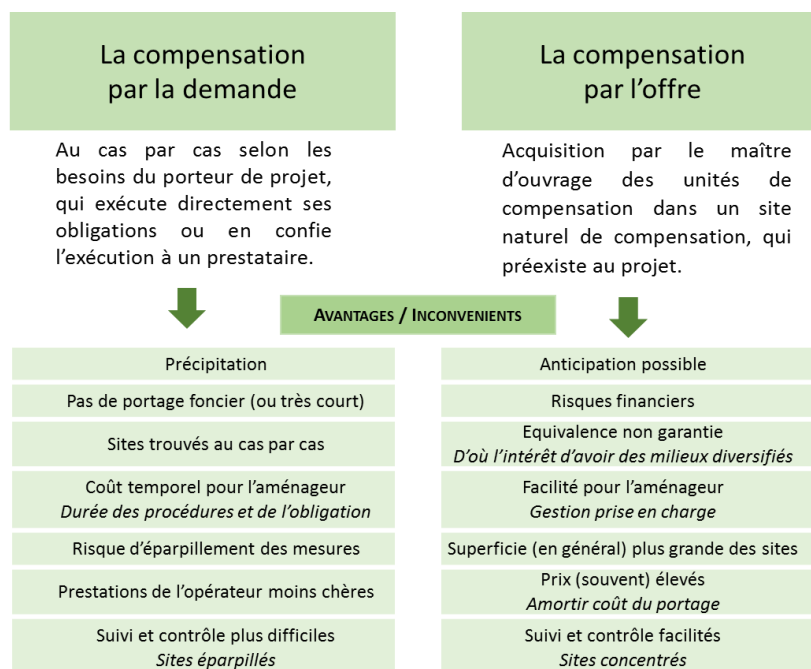 La compensation
par la demande
Au cas par cas selon les
besoins du porteur de projet,
qui exécute directement ses
obligations ou en confie
l’exécution à un prestataire.
La compensation
par l’offre
Acquisition par le maître
d’ouvrage des unités de
compensation dans un site
naturel de compensation, qui
préexiste au projet.
AVANTAGES / INCONVENIENTS
Précipitation
Pas de portage foncier (ou très court)
Sites trouvés au cas par cas
Coût temporel pour l’aménageur
Durée des procédures et de l’obligation
Risque d’éparpillement des mesures
Prestations de l’opérateur moins chères
Suivi et contrôle plus difficiles
Sites éparpillés
Anticipation possible
Risques financiers
Equivalence non garantie
D’où l’intérêt d’avoir des milieux diversifiés
Facilité pour l’aménageur
Gestion prise en charge
Superficie (en général) plus grande des sites
Prix (souvent) élevés
Amortir coût du portage
Suivi et contrôle facilités
Sites concentrés